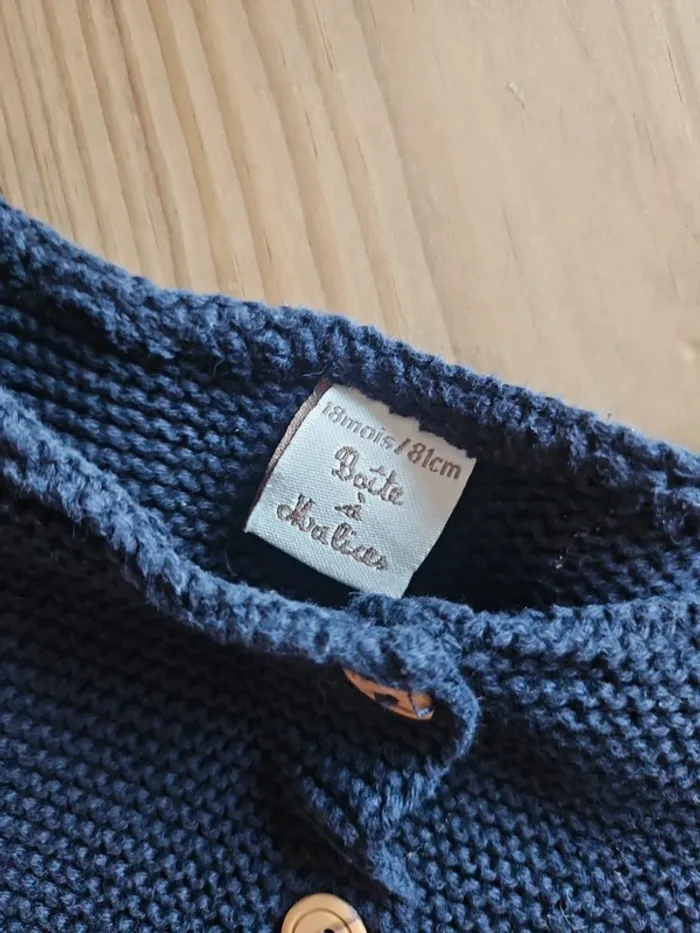 18mois/81cm
Boîte
à
Malices